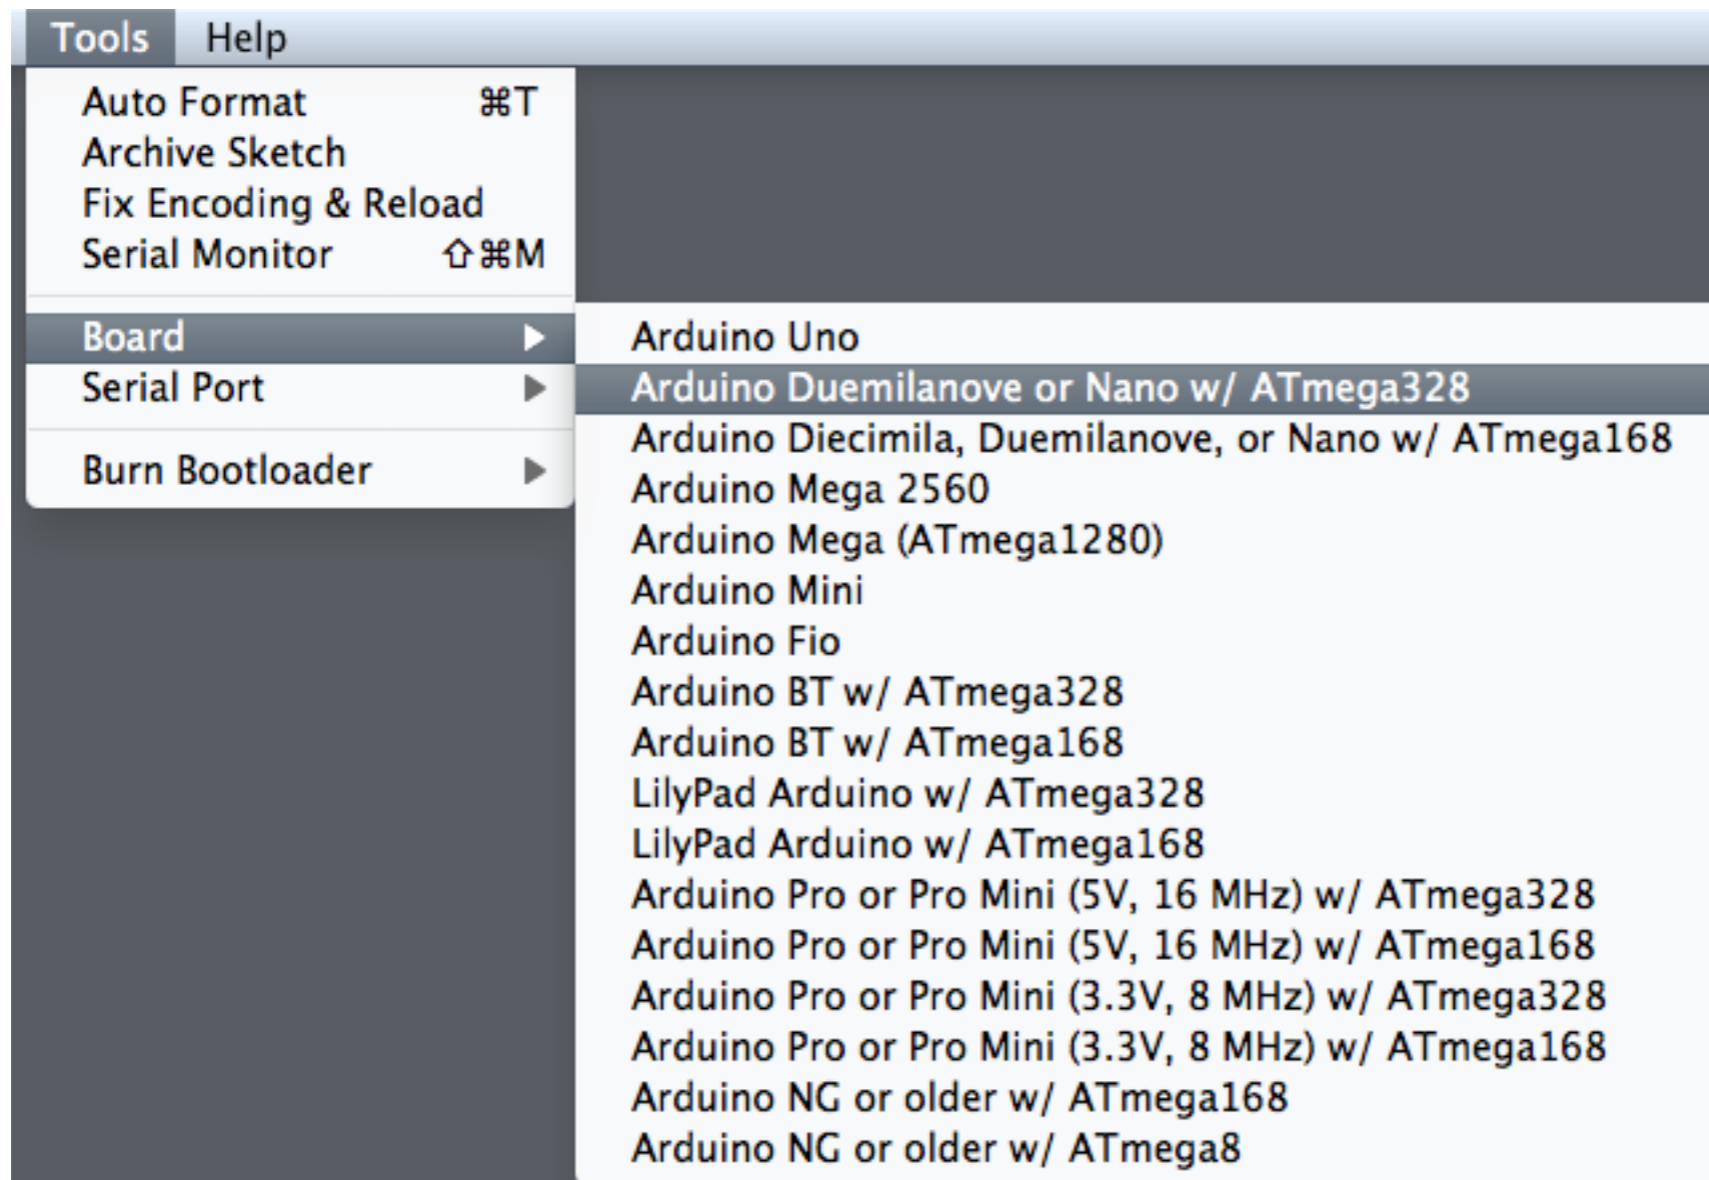 Tools Help
Auto Format ⌘T
Archive Sketch
Fix Encoding & Reload
Serial Monitor ⇧⌘M
Board
Serial Port
Burn Bootloader
Arduino Uno
Arduino Duemilanove or Nano w/ ATmega328
Arduino Diecimila, Duemilanove, or Nano w/ ATmega168
Arduino Mega 2560
Arduino Mega (ATmega1280)
Arduino Mini
Arduino Fio
Arduino BT w/ ATmega328
Arduino BT w/ ATmega168
LilyPad Arduino w/ ATmega328
LilyPad Arduino w/ ATmega168
Arduino Pro or Pro Mini (5V, 16 MHz) w/ ATmega328
Arduino Pro or Pro Mini (5V, 16 MHz) w/ ATmega168
Arduino Pro or Pro Mini (3.3V, 8 MHz) w/ ATmega328
Arduino Pro or Pro Mini (3.3V, 8 MHz) w/ ATmega168
Arduino NG or older w/ ATmega168
Arduino NG or older w/ ATmega8